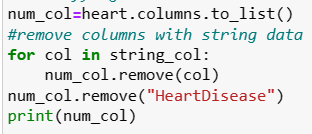 num_col=heart.columns.to_list()
#remove columns with string data
for col in string_col:
    num_col.remove(col)
num_col.remove("HeartDisease")
print(num_col)